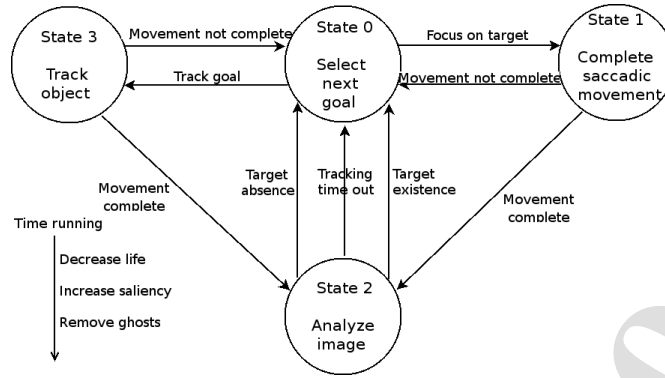 State 3
Track
object
Movement not complete
Track goal
State 0
Select
next
goal
Focus on target
Movement not complete
State 1
Complete
saccadic
movement
Movement
complete
Target
absence
Tracking
time out
Target
existence
Movement
complete
Time running
Decrease life
Increase saliency
Remove ghosts
State 2
Analyze
image